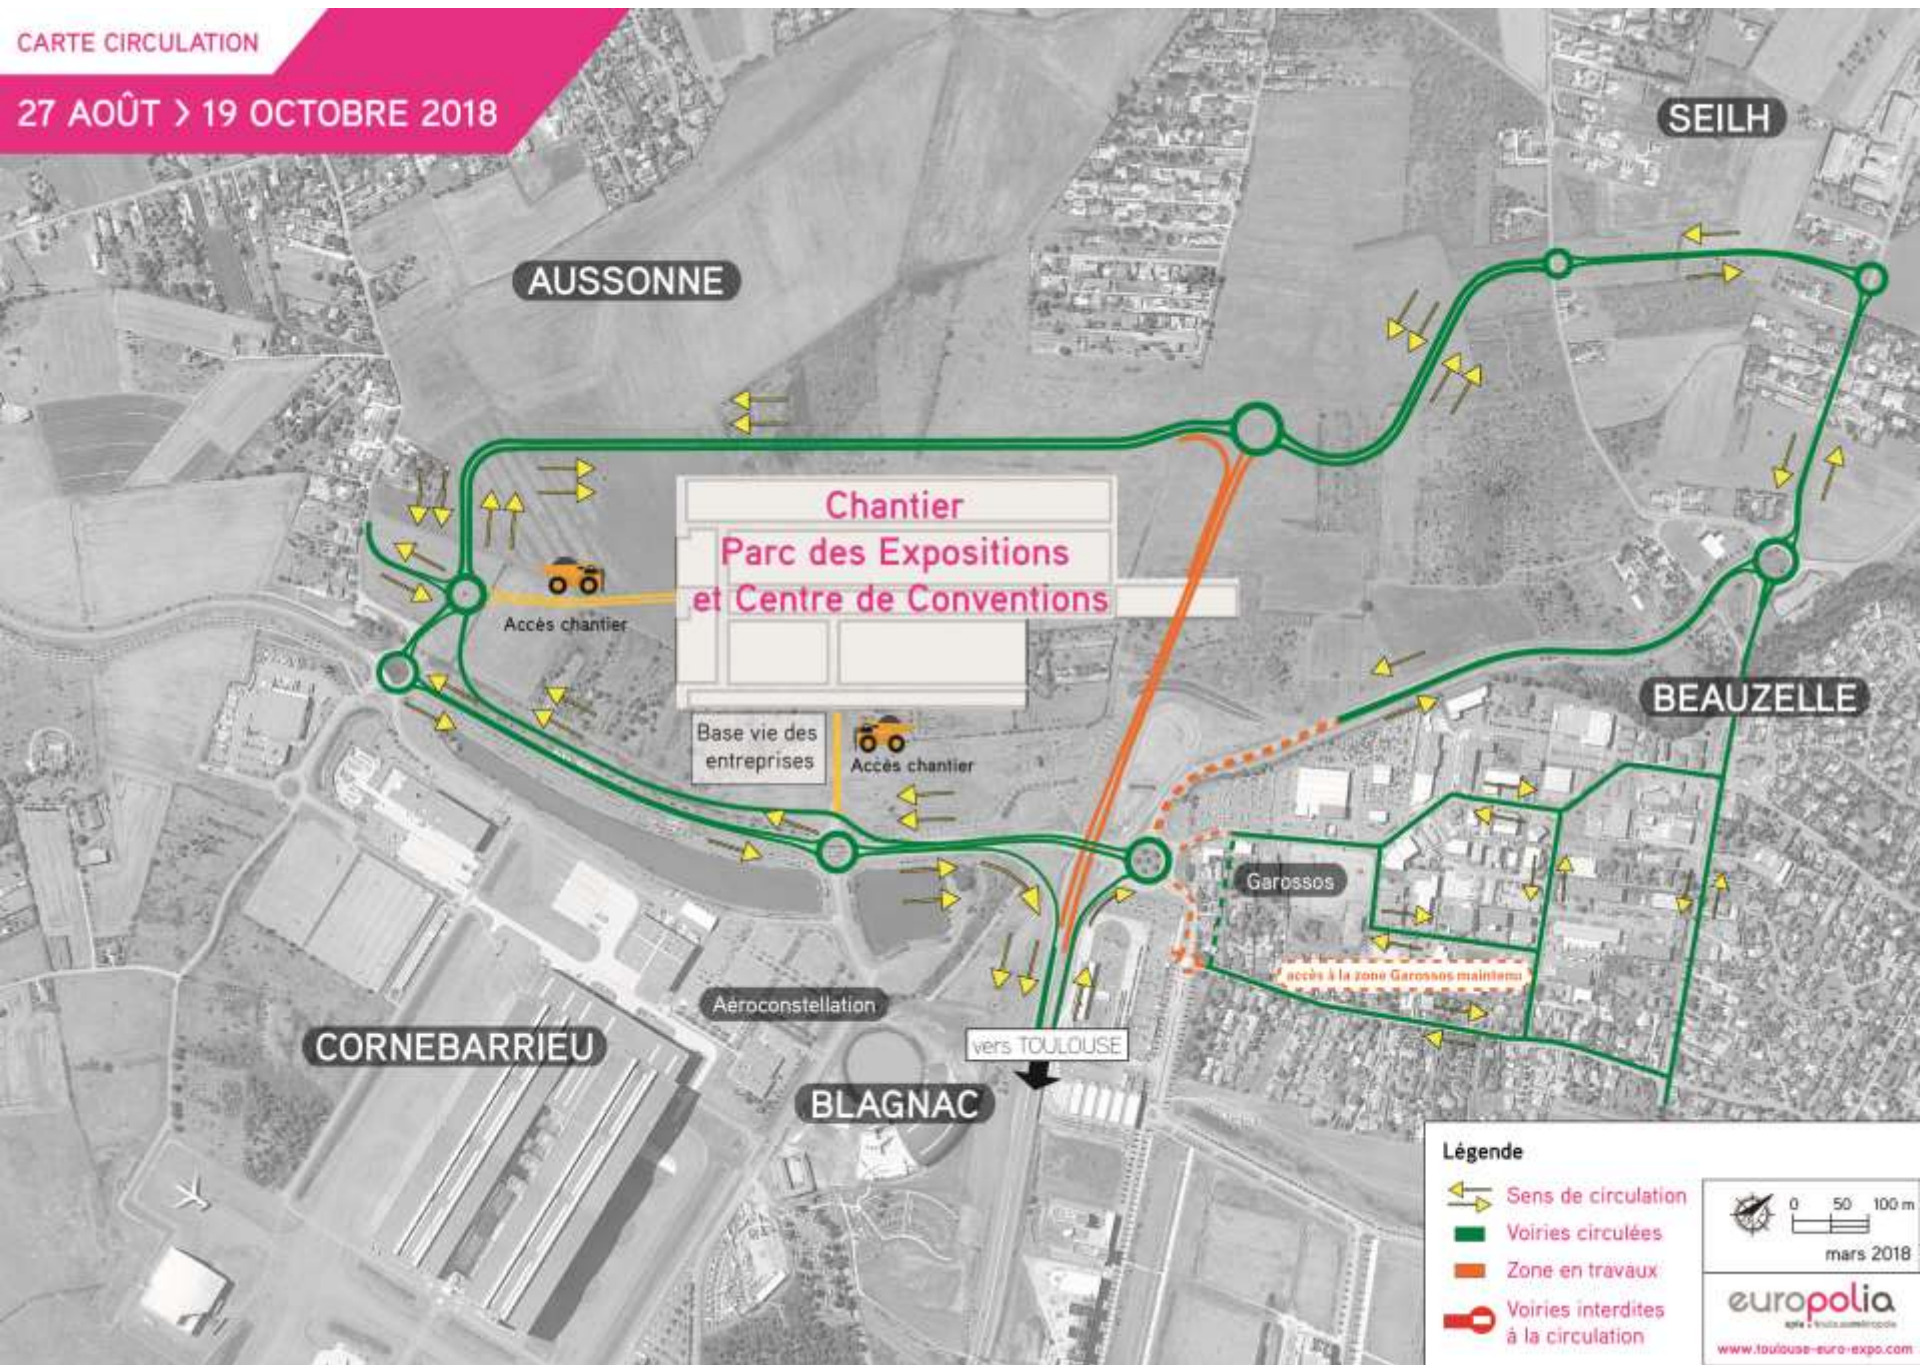 CARTE CIRCULATION
27 AOÛT > 19 OCTOBRE 2018
SEILH
AUSSONNE
Chantier
Parc des Expositions
et Centre de Conventions
Accès chantier
BEAUZELLE
Base vie des
entreprises
Accès chantier
Garossos
accès à la zone Garossos maintenu
Aéroconstellation
CORNEBARRIEU
vers TOULOUSE
BLAGNAC
Légende
Sens de circulation
Voiries circulées
Zone en travaux
Voiries interdites
à la circulation
0 50 100 m
mars 2018
europolia
www.toulouse-euro-expo.com